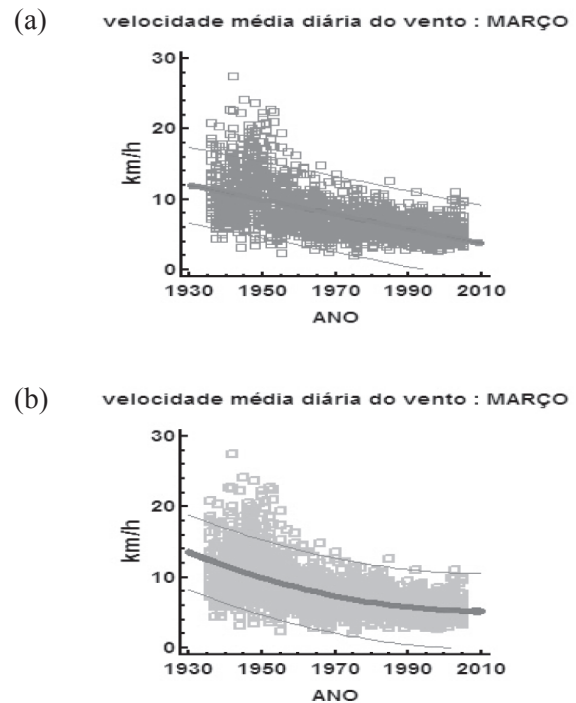 (a)
velocidade média diária do vento : MARÇO
30
20
10
0
km/h
1930 1950 1970 1990 2010
ANO
(b)
velocidade média diária do vento : MARÇO
30
20
10
0
km/h
1930 1950 1970 1990 2010
ANO